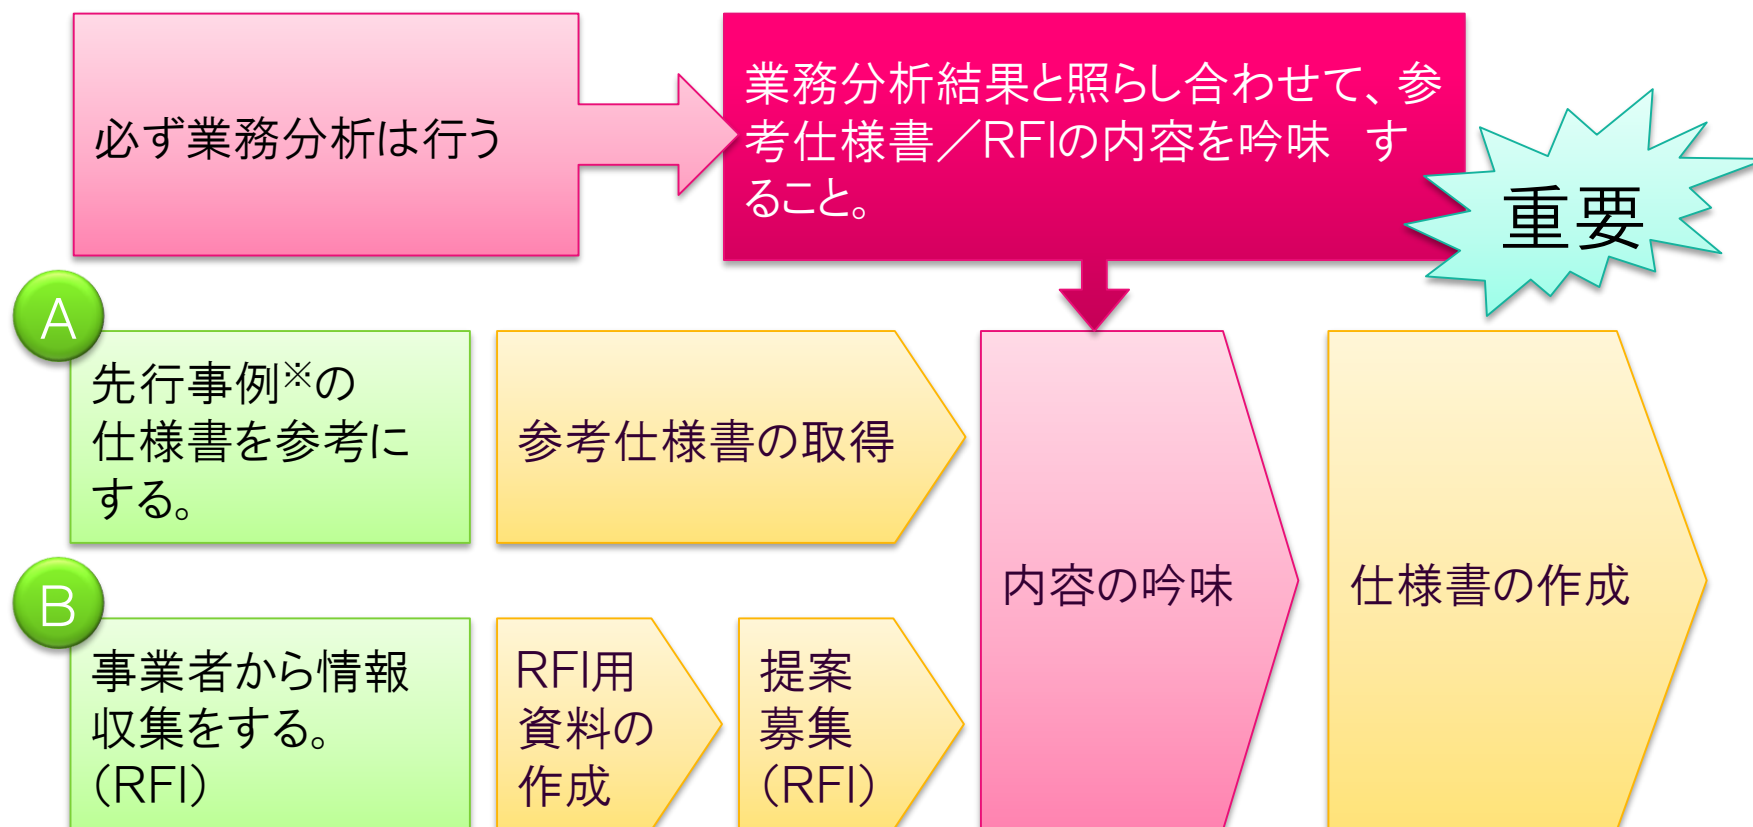 必ず業務分析は行う
業務分析結果と照らし合わせて、参
考仕様書／RFIの内容を吟味　す
ること。
重要
A
先行事例※の
仕様書を参考に
する。
参考仕様書の取得
内容の吟味
仕様書の作成
B
事業者から情報
収集をする。
（RFI）
RFI用
資料の
作成
提案
募集
（RFI）